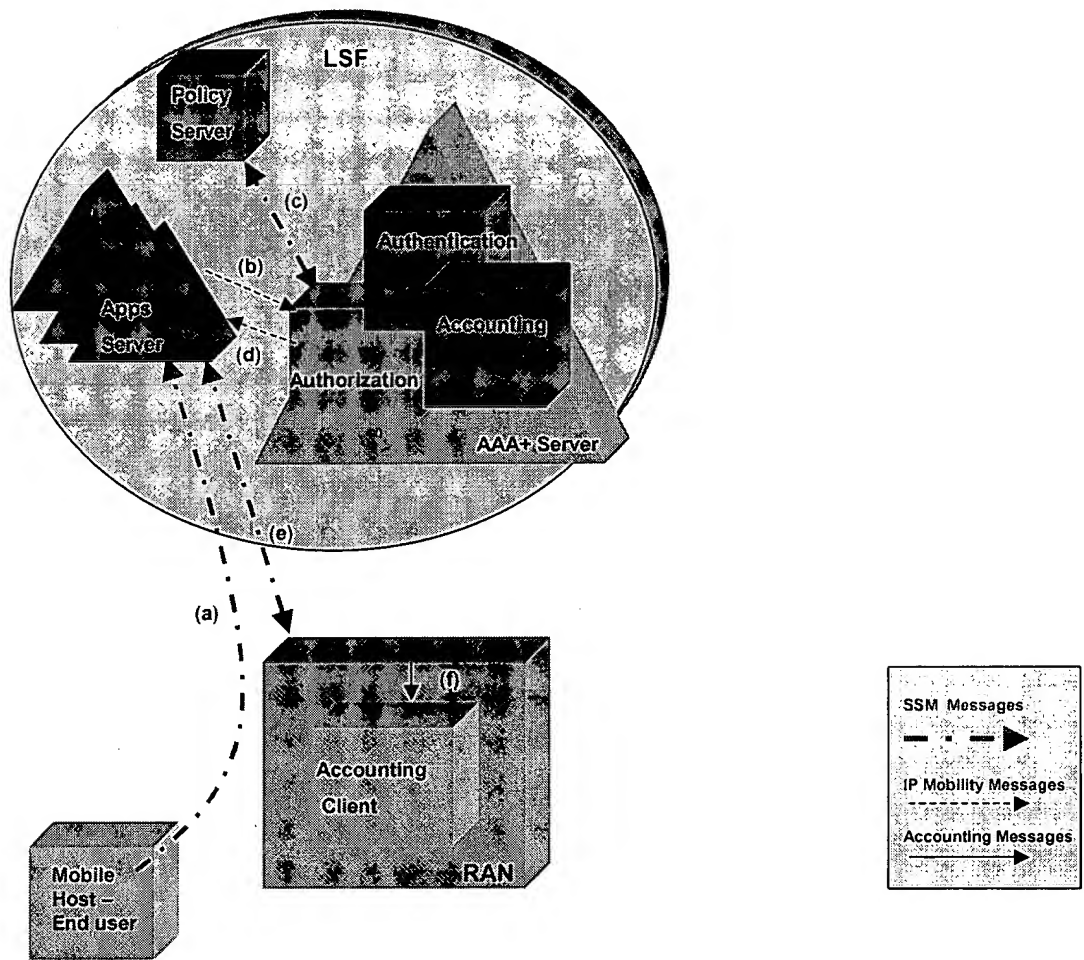 LSF
Policy
Server
(c)
Authentication
(b)
Apps
Server
Accounting
(d)
Authorization
AAA+ Server
(e)
(a)
(f)
Accounting
Client
RAN
Mobile
Host –
End user
SSM Messages
IP Mobility Messages
Accounting Messages